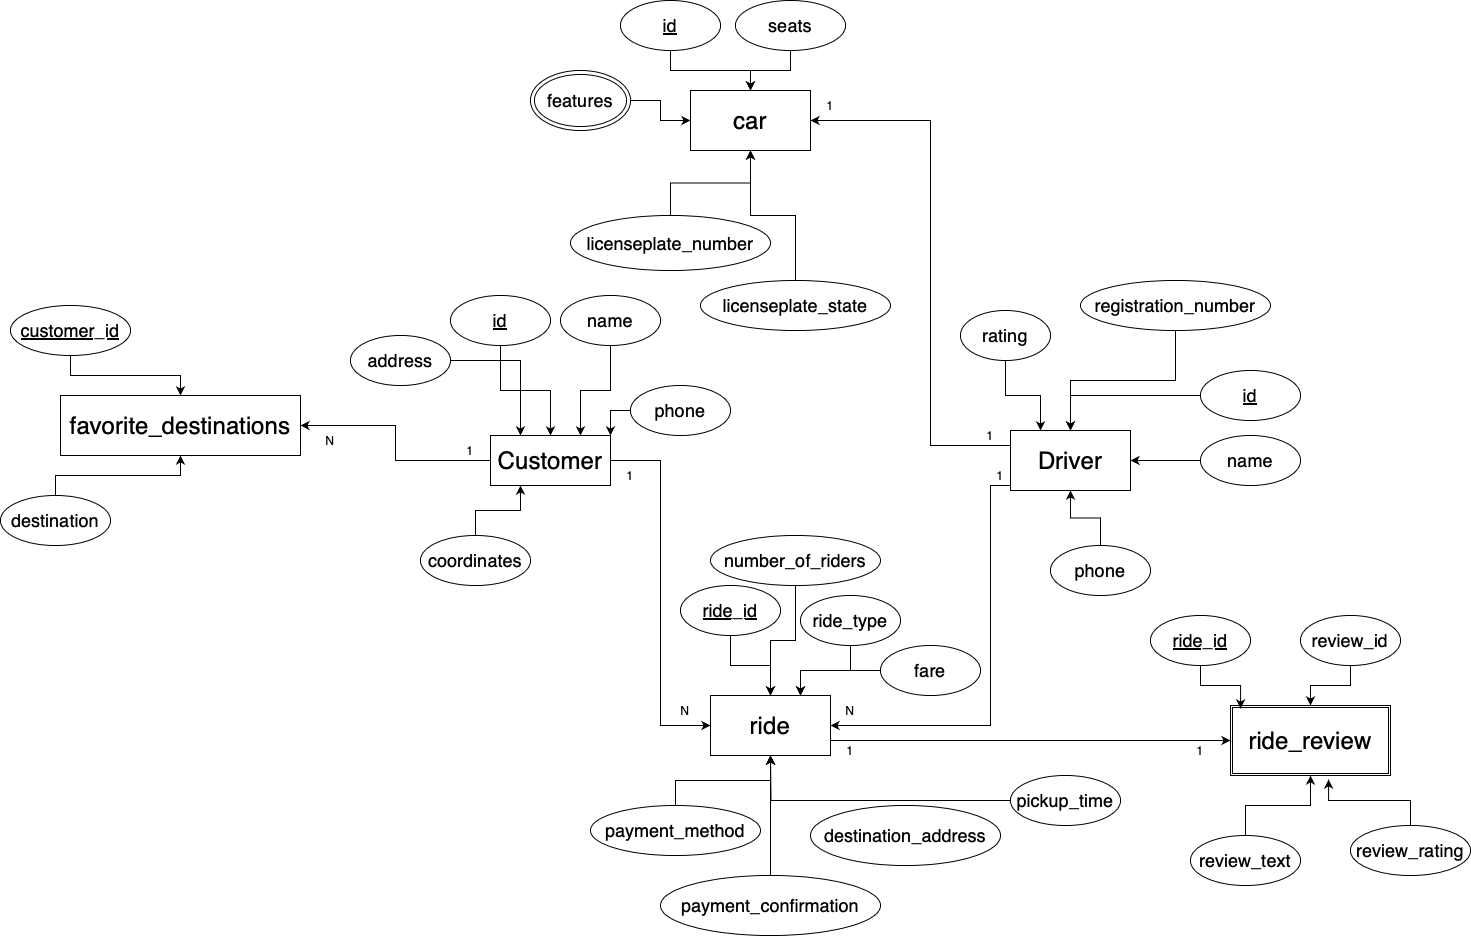 id
seats
features
car
1
licenseplate_number
licenseplate_state
customer_id
id
name
address
phone
favorite_destinations
N
1
Customer
1
destination
coordinates
registration_number
rating
id
1
Driver
1
name
phone
number_of_riders
ride_id
ride_type
fare
N
ride
N
1
1
ride_id
review_id
ride_review
payment_method
pickup_time
destination_address
payment_confirmation
review_text
review_rating